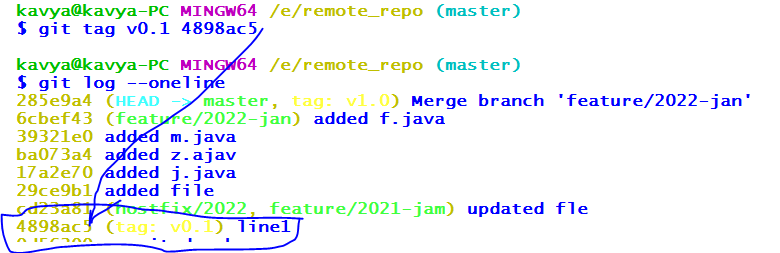 kavya@kavya-PC MINGW64 /e/remote_repo (master)
$ git tag v0.1 4898ac5
kavya@kavya-PC MINGW64 /e/remote_repo (master)
$ git log --oneline
285e9a4 (HEAD -> master, tag: v1.0) Merge branch 'feature/2022-jan'
6cbef43 (feature/2022-jan) added f.java
39321e0 added m.java
ba073a4 added z.ajav
17a2e70 added j.java
29ce9b1 added file
cd23a81 (hostfix/2022, feature/2021-jam) updated fle
4898ac5 (tag: v0.1) line1